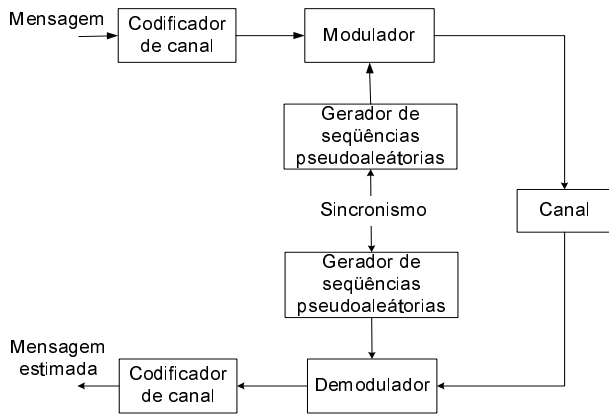 Mensagem
Codificador
de canal
Modulador
Gerador de
seqüências
pseudoaleátorias
Sincronismo
Canal
Gerador de
seqüências
pseudoaleátorias
Mensagem
estimada
Codificador
de canal
Demodulador